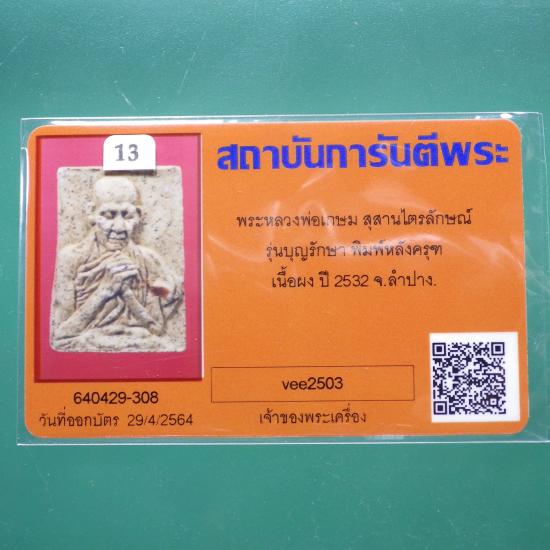 13
สถาบันการันตีพระ
พระหลวงพ่อเกษม สุสานไตรลักษณ์
รุ่นบุญรักษา พิมพ์หลังครุฑ
เนื้อผง ปี 2532 จ.ลำปาง.
vee2503
เจ้าของพระเครื่อง
640429-308
วันที่ออกบัตร 29/4/2564